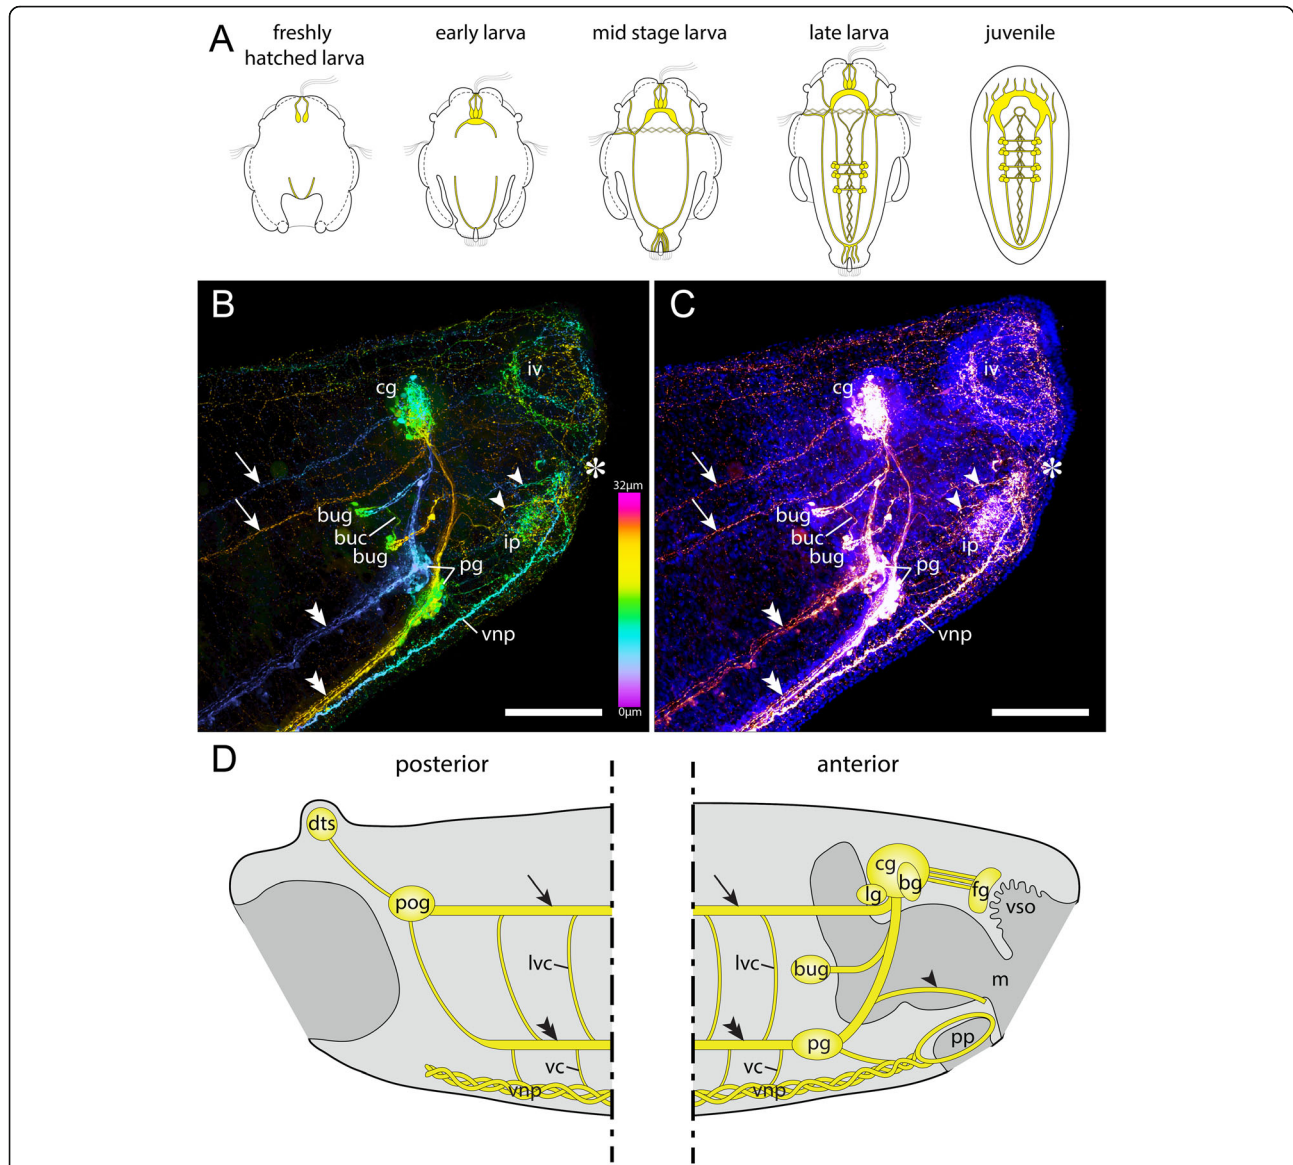 A
freshly
hatched larva
early larva
mid stage larva
late larva
juvenile
B
cg
iv
*
bug
buc
bug
ip
pg
vnp
32µm
0µm
C
cg
iv
*
bug
buc
bug
ip
pg
vnp
D
posterior
anterior
dts
pog
lvc
vc
vnp
cg
lg
bg
fg
vso
lvc
bug
m
pg
pp
vc
vnp